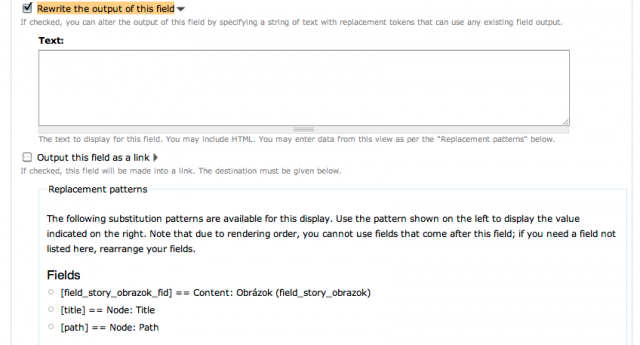 Rewrite the output of this field
If checked, you can alter the output of this field by specifying a string of text with replacement tokens that can use any existing field output.
Text:
The text to display for this field. You may include HTML. You may enter data from this view as per the "Replacement patterns" below.
Output this field as a link
If checked, this field will be made into a link. The destination must be given below.
Replacement patterns
The following substitution patterns are available for this display. Use the pattern shown on the left to display the value
indicated on the right. Note that due to rendering order, you cannot use fields that come after this field; if you need a field not
listed here, rearrange your fields.
Fields
[field_story_obrazok_fid] == Content: Obrázok (field_story_obrazok)
[title] == Node: Title
[path] == Node: Path